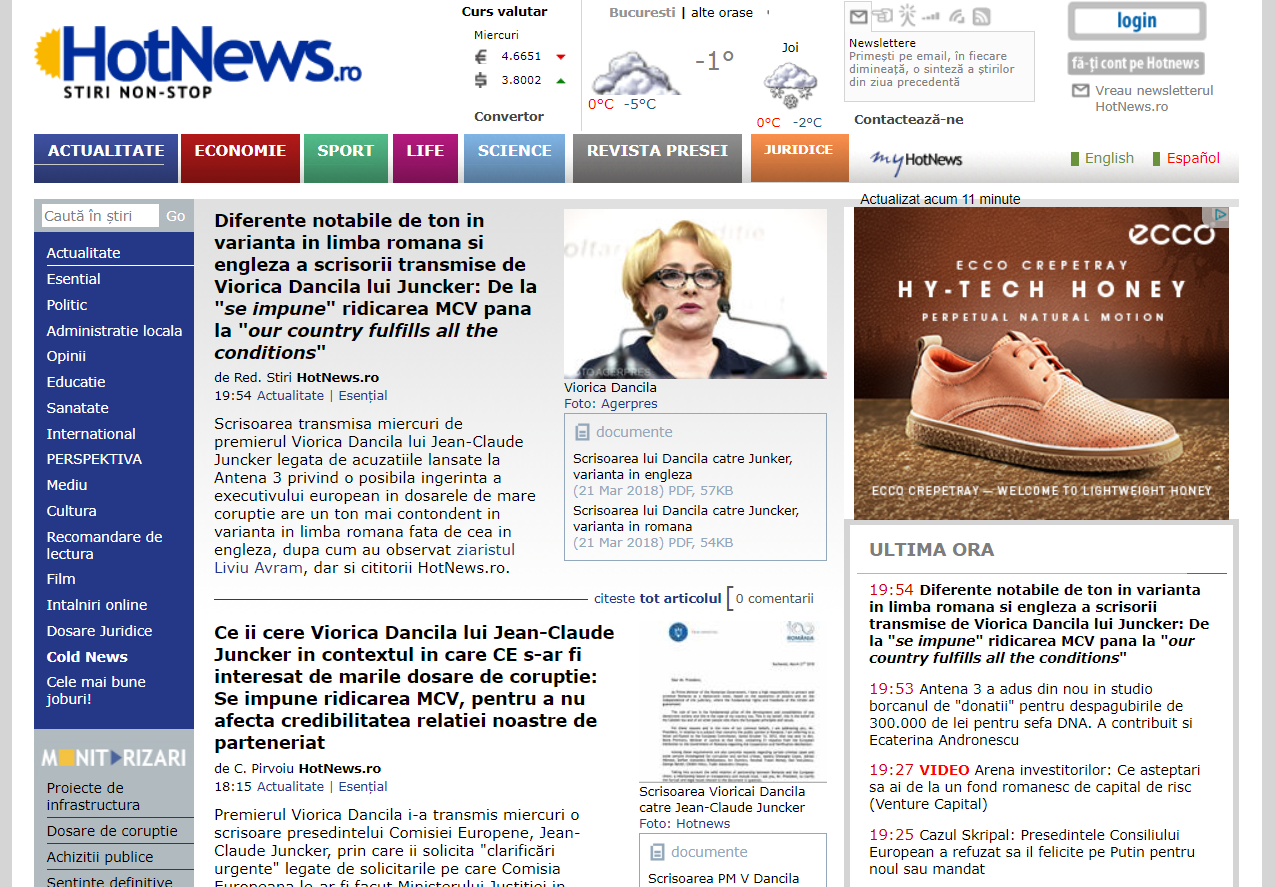 HotNews.ro
STIRI NON-STOP
Curs valutar
Miercuri
€ 4.6651
$ 3.8002
Convertor
Bucuresti | alte orase
-1°
0°C -5°C
Joi
0°C -2°C
Newslettere
Primești pe email, în fiecare
dimineață, o sinteză a știrilor
din ziua precedentă
Contactează-ne
login
fă-ți cont pe Hotnews
Vreau newsletterul
HotNews.ro
ACTUALITATE
ECONOMIE
SPORT
LIFE
SCIENCE
REVISTA PRESEI
JURIDICE
my HotNews
English
Español
Actualizat acum 11 minute
Caută în știri Go
Actualitate
Esential
Politic
Administratie locala
Opinii
Educatie
Sanatate
International
PERSPEKTIVA
Mediu
Cultura
Recomandare de
lectura
Film
Intalniri online
Dosare Juridice
Cold News
Cele mai bune
joburi!
MONITORIZARI
Proiecte de
infrastructura
Dosare de coruptie
Achizitii publice
Sentinte definitive
Diferente notabile de ton in
varianta in limba romana si
engleza a scrisorii transmise de
Viorica Dancila lui Juncker: De la
"se impune" ridicarea MCV pana
la "our country fulfills all the
conditions"
de Red. Stiri HotNews.ro
19:54 Actualitate | Esențial
Scrisoarea transmisa miercuri de
premierul Viorica Dancila lui Jean-Claude
Juncker legata de acuzatiile lansate la
Antena 3 privind o posibila ingerinta a
executivului european in dosarele de mare
coruptie are un ton mai contondent in
varianta in limba romana fata de cea in
engleza, dupa cum au observat ziaristul
Liviu Avram, dar si cititorii HotNews.ro.
Viorica Dancila
Foto: Agerpres
documente
Scrisoarea lui Dancila catre Junker,
varianta in engleza
(21 Mar 2018) PDF, 57KB
Scrisoarea lui Dancila catre Juncker,
varianta in romana
(21 Mar 2018) PDF, 54KB
citeste tot articolul
0 comentarii
Ce ii cere Viorica Dancila lui Jean-Claude
Juncker in contextul in care CE s-ar fi
interesat de marile dosare de coruptie:
Se impune ridicarea MCV, pentru a nu
afecta credibilitatea relatiei noastre de
parteneriat
de C. Pirvoiu HotNews.ro
18:15 Actualitate | Esențial
Premierul Viorica Dancila i-a transmis miercuri o
scrisoare presedintelui Comisiei Europene, Jean-
Claude Juncker, prin care ii solicita "clarificări
urgente" legate de solicitarile pe care Comisia
Europeana le-ar fi facut Ministerului Justitiei in
Scrisoarea Vioricai Dancila
catre Jean-Claude Juncker
Foto: Hotnews
documente
Scrisoarea PM V Dancila
ecco
ECCO CREPETRAY
HY-TECH HONEY
PERPETUAL NATURAL MOTION
ECCO CREPETRAY — WELCOME TO LIGHTWEIGHT HONEY
ULTIMA ORA
19:54 Diferente notabile de ton in varianta
in limba romana si engleza a scrisorii
transmise de Viorica Dancila lui Juncker: De
la "se impune" ridicarea MCV pana la "our
country fulfills all the conditions"
19:53 Antena 3 a adus din nou in studio
borcanul de "donatii" pentru despagubirile de
300.000 de lei pentru sefa DNA. A contribuit si
Ecaterina Andronescu
19:27 VIDEO Arena investitorilor: Ce asteptari
sa ai de la un fond romanesc de capital de risc
(Venture Capital)
19:25 Cazul Skripal: Presedintele Consiliului
European a refuzat sa il felicite pe Putin pentru
noul sau mandat